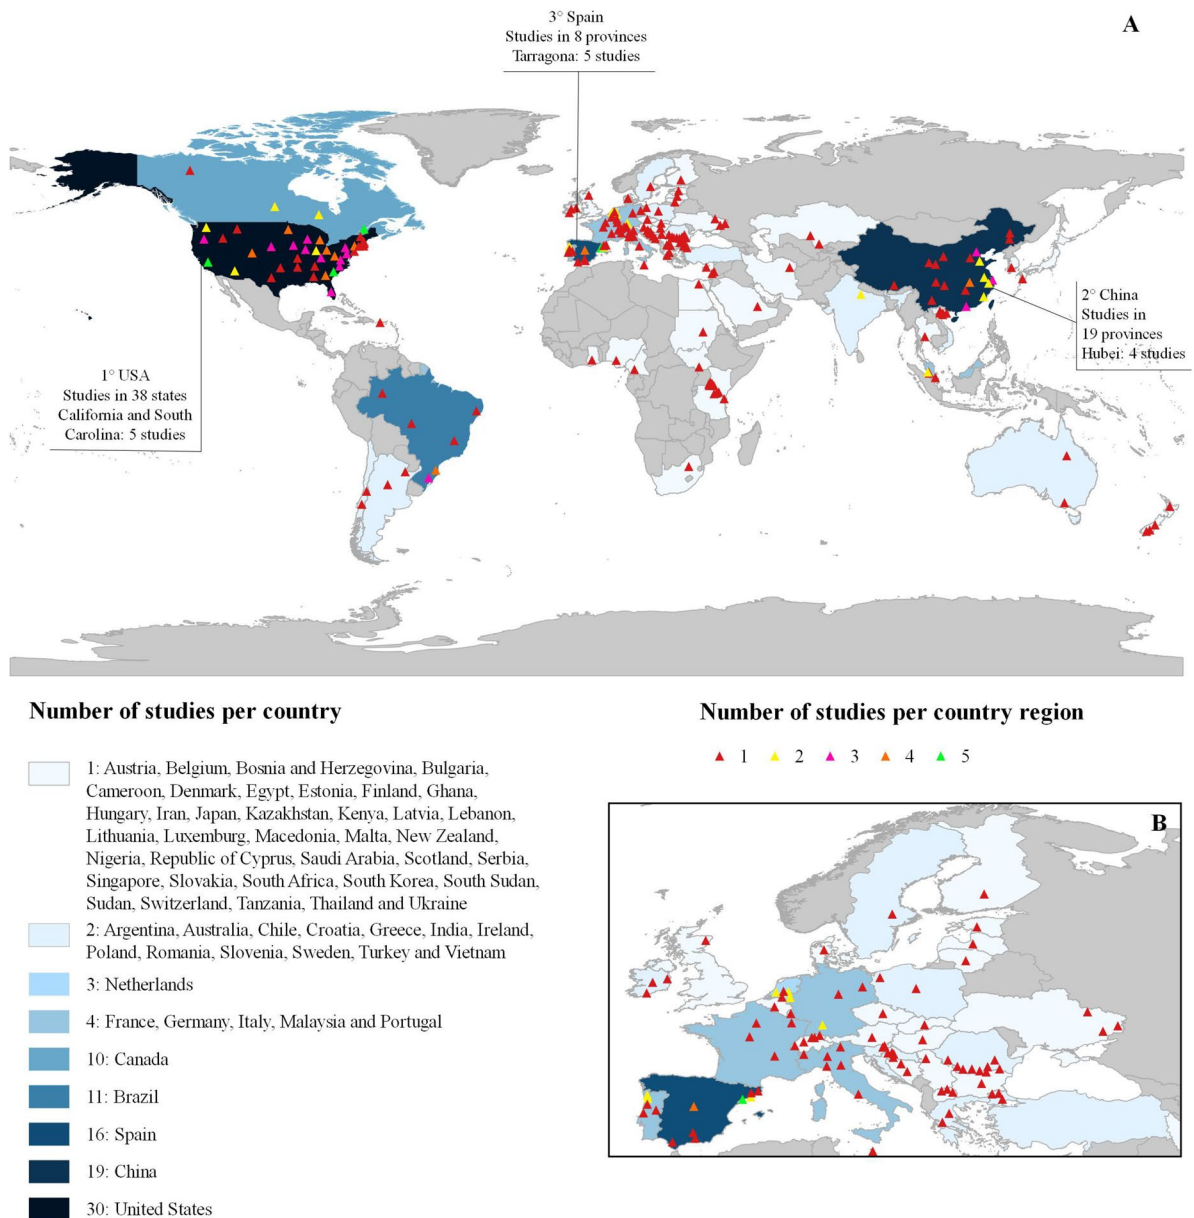 3° Spain
Studies in 8 provinces
Tarragona: 5 studies
A
2° China
Studies in
19 provinces
Hubei: 4 studies
1° USA
Studies in 38 states
California and South
Carolina: 5 studies
Number of studies per country
1: Austria, Belgium, Bosnia and Herzegovina, Bulgaria,
Cameroon, Denmark, Egypt, Estonia, Finland, Ghana,
Hungary, Iran, Japan, Kazakhstan, Kenya, Latvia, Lebanon,
Lithuania, Luxemburg, Macedonia, Malta, New Zealand,
Nigeria, Republic of Cyprus, Saudi Arabia, Scotland, Serbia,
Singapore, Slovakia, South Africa, South Korea, South Sudan,
Sudan, Switzerland, Tanzania, Thailand and Ukraine
2: Argentina, Australia, Chile, Croatia, Greece, India, Ireland,
Poland, Romania, Slovenia, Sweden, Turkey and Vietnam
3: Netherlands
4: France, Germany, Italy, Malaysia and Portugal
10: Canada
11: Brazil
16: Spain
19: China
30: United States
Number of studies per country region
1 2 3 4 5
B